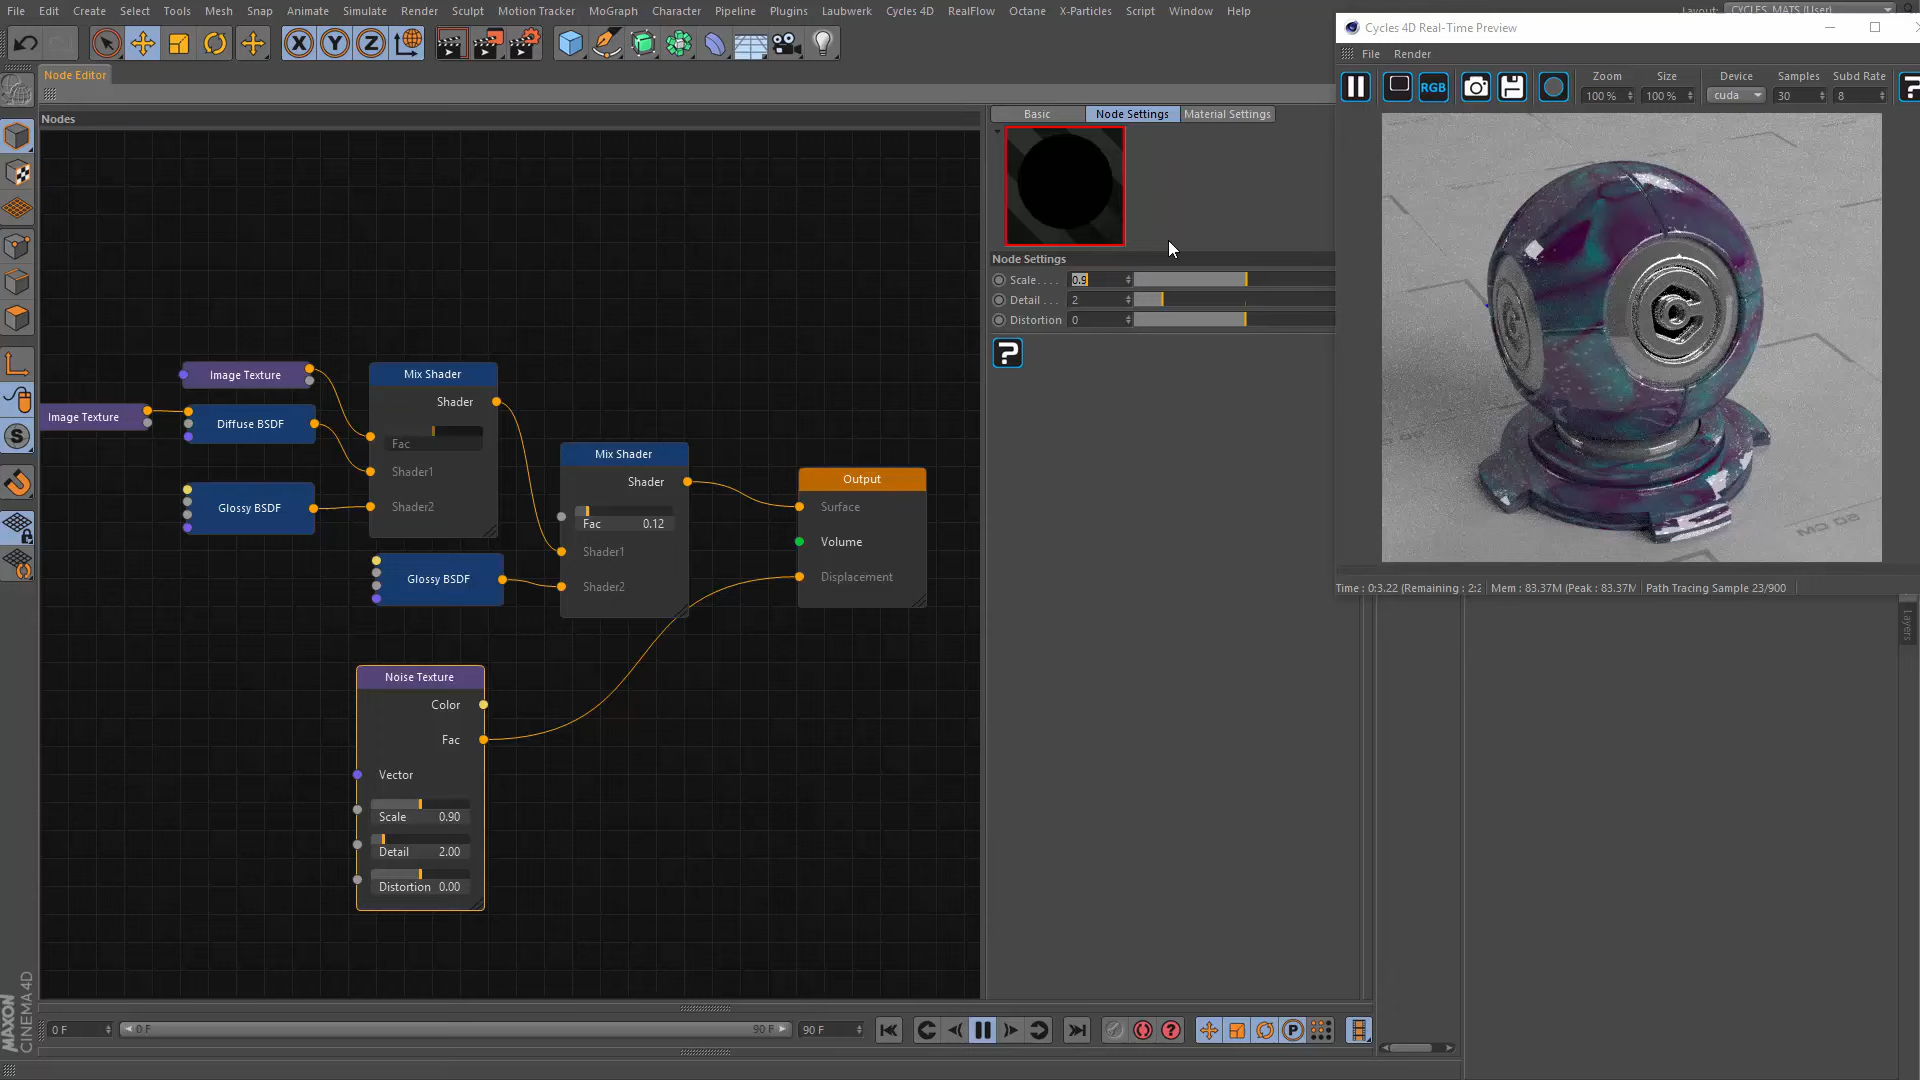 File Edit Create Select Tools Mesh Snap Animate Simulate Render Sculpt Motion Tracker MoGraph Character Pipeline Plugins Laubwerk Cycles 4D RealFlow Octane X-Particles Script Window Help
Layout: CYCLES_MATS (User)
Cycles 4D Real-Time Preview
File Render
X Y Z
Node Editor
RGB
Zoom Size Device Samples Subd Rate
100 % 100 % cuda 30 8
Nodes
Basic Node Settings Material Settings
Node Settings
Scale . . . . 0.9
Detail . . . 2
Distortion 0
?
Image Texture
Image Texture
Diffuse BSDF
Glossy BSDF
Mix Shader
Shader
Fac
Shader1
Shader2
Glossy BSDF
Mix Shader
Shader
Fac 0.12
Shader1
Shader2
Output
Surface
Volume
Displacement
Noise Texture
Color
Fac
Vector
Scale 0.90
Detail 2.00
Distortion 0.00
Time : 0:3.22 (Remaining : 2:2 Mem : 83.37M (Peak : 83.37M Path Tracing Sample 23/900
Layers
0 F 0 F 90 F 90 F
P
MAXON
CINEMA 4D